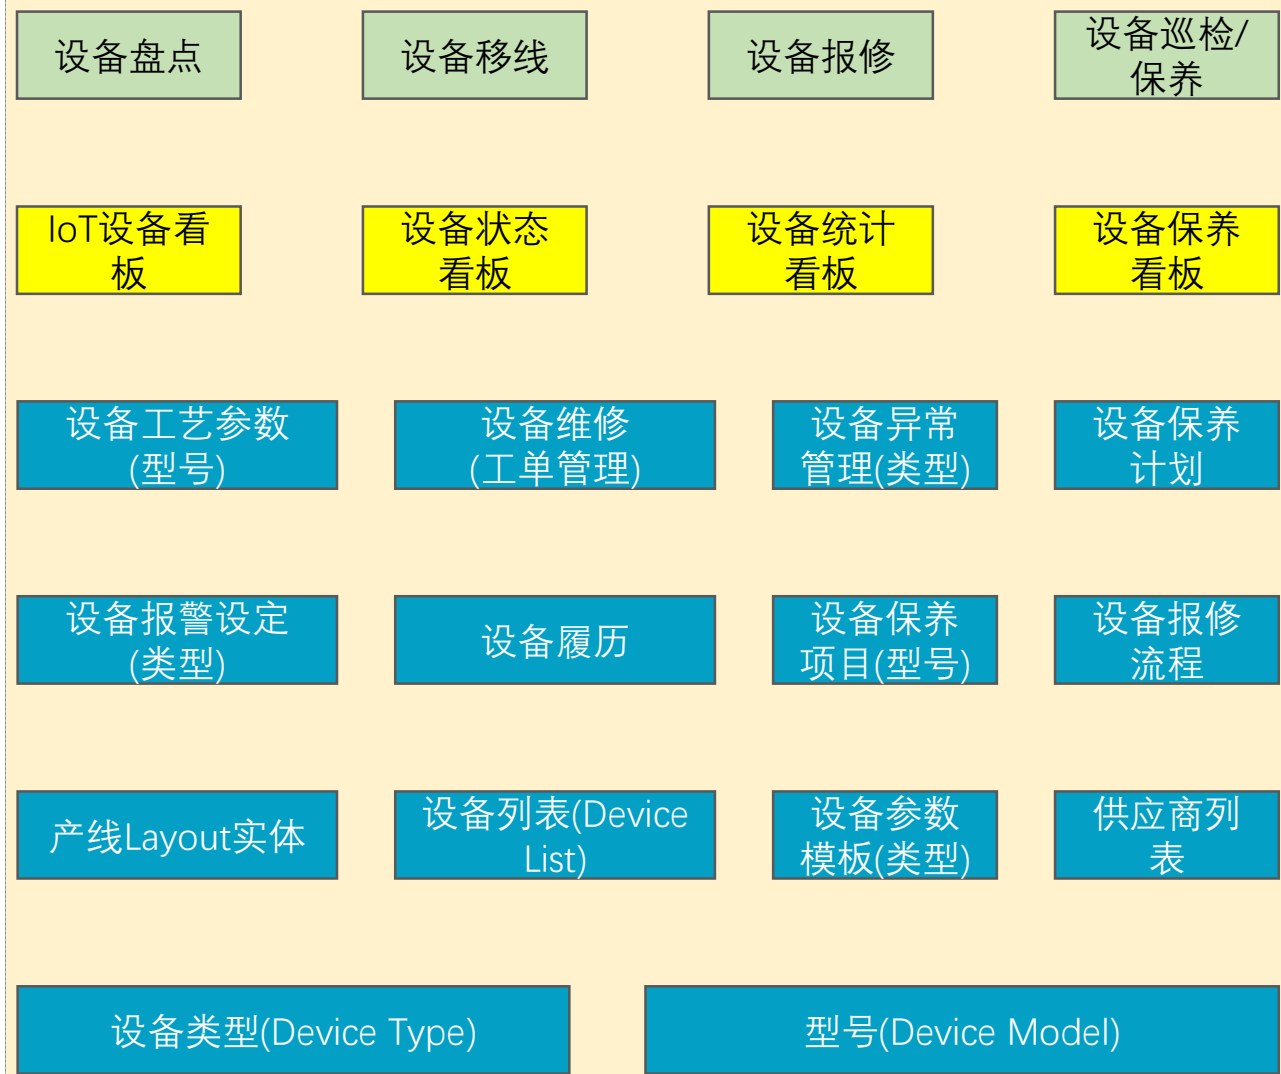 设备盘点
设备移线
设备报修
设备巡检/
保养
IoT设备看
板
设备状态
看板
设备统计
看板
设备保养
看板
设备工艺参数
(型号)
设备维修
(工单管理)
设备异常
管理(类型)
设备保养
计划
设备报警设定
(类型)
设备履历
设备保养
项目(型号)
设备报修
流程
产线Layout实体
设备列表(Device
List)
设备参数
模板(类型)
供应商列
表
设备类型(Device Type)
型号(Device Model)